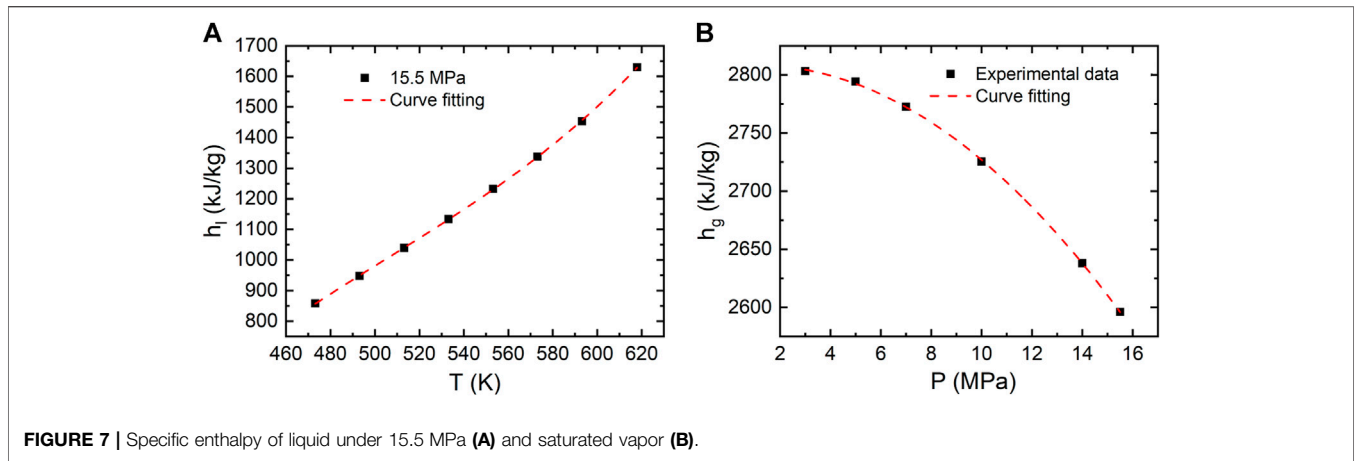 A
1700
1600
1500
1400
1300
1200
1100
1000
900
800
h_l (kJ/kg)
15.5 MPa
Curve fitting
460 480 500 520 540 560 580 600 620
T (K)
B
2800
2750
2700
2650
2600
h_g (kJ/kg)
Experimental data
Curve fitting
2 4 6 8 10 12 14 16
P (MPa)
FIGURE 7 | Specific enthalpy of liquid under 15.5 MPa (A) and saturated vapor (B).